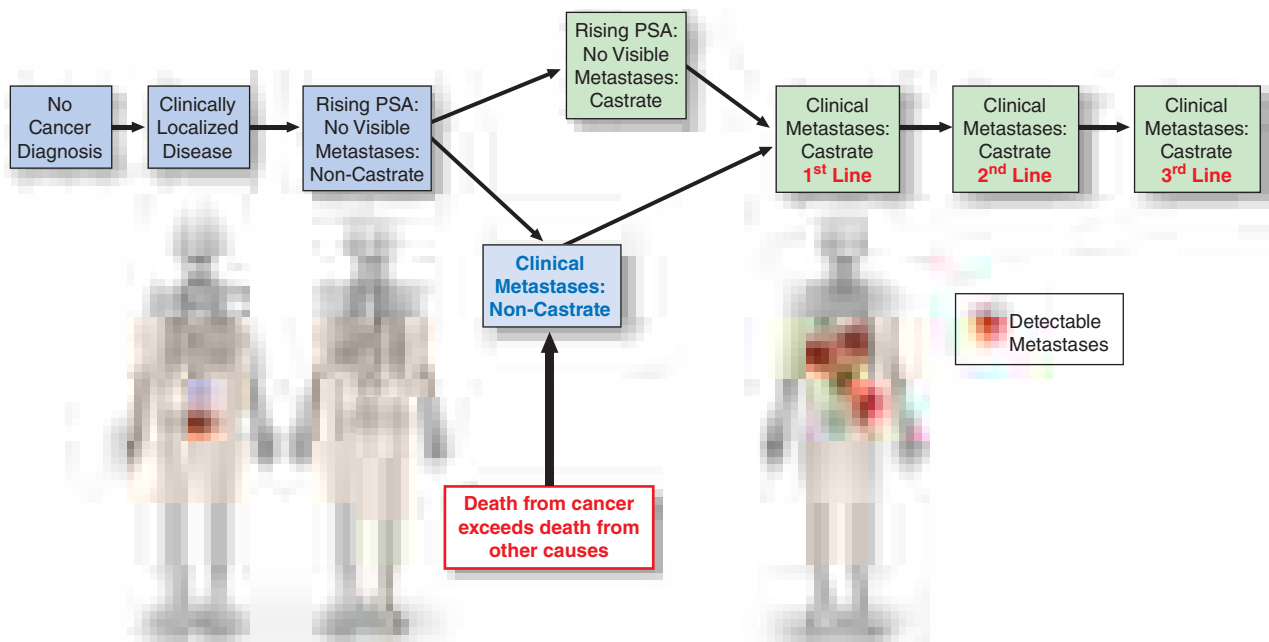 No
Cancer
Diagnosis
Clinically
Localized
Disease
Rising PSA:
No Visible
Metastases:
Non-Castrate
Rising PSA:
No Visible
Metastases:
Castrate
Clinical
Metastases:
Non-Castrate
Clinical
Metastases:
Castrate
1st Line
Clinical
Metastases:
Castrate
2nd Line
Clinical
Metastases:
Castrate
3rd Line
Detectable
Metastases
Death from cancer
exceeds death from
other causes